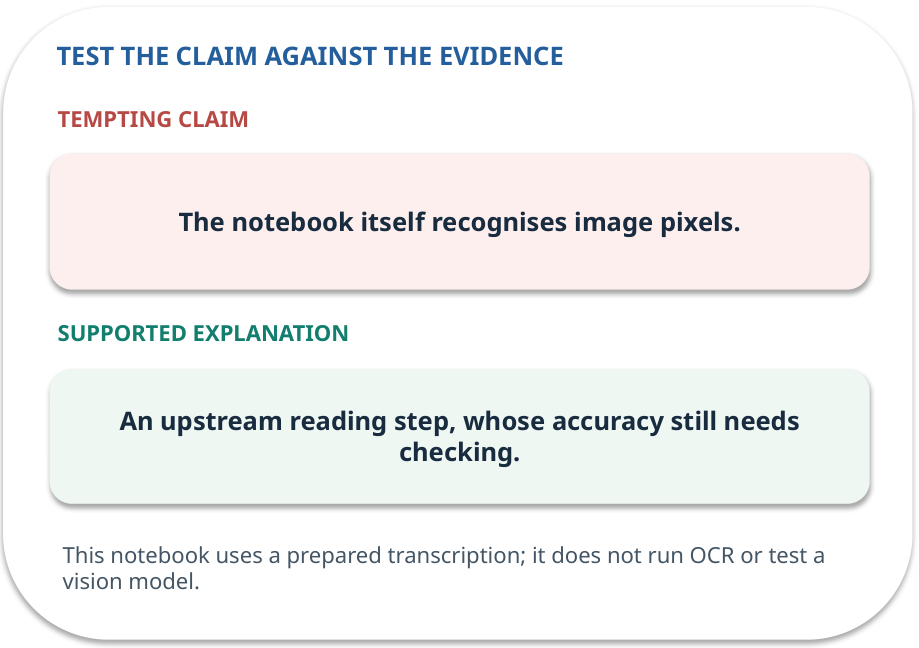 TEST THE CLAIM AGAINST THE EVIDENCE
TEMPTING CLAIM
The notebook itself recognises image pixels.
SUPPORTED EXPLANATION
An upstream reading step, whose accuracy still needs
checking.
This notebook uses a prepared transcription; it does not run OCR or test a
vision model.